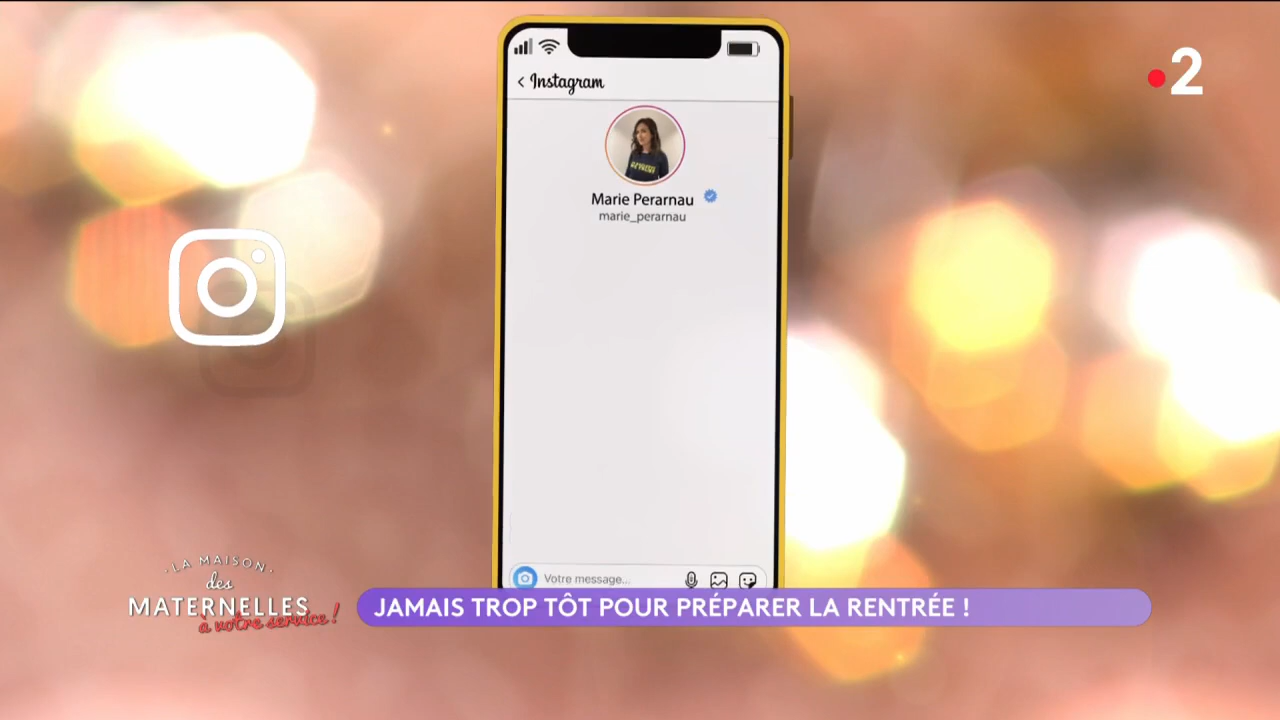 Instagram
2
Marie Perarnau
marie_perarnau
Votre message...
LA MAISON
des
MATERNELLES
à votre service !
JAMAIS TROP TÔT POUR PRÉPARER LA RENTRÉE !